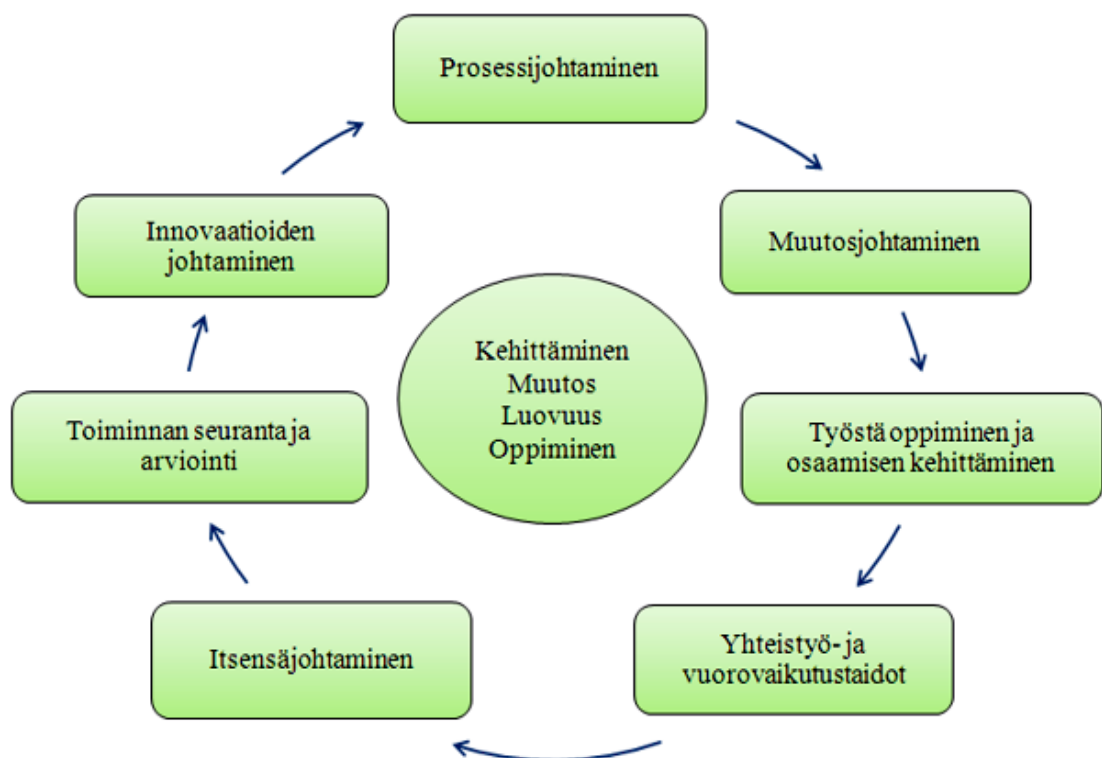 Prosessijohtaminen
Muutosjohtaminen
Työstä oppiminen ja
osaamisen kehittäminen
Yhteistyö- ja
vuorovaikutustaidot
Itsensäjohtaminen
Toiminnan seuranta ja
arviointi
Innovaatioiden
johtaminen
Kehittäminen
Muutos
Luovuus
Oppiminen